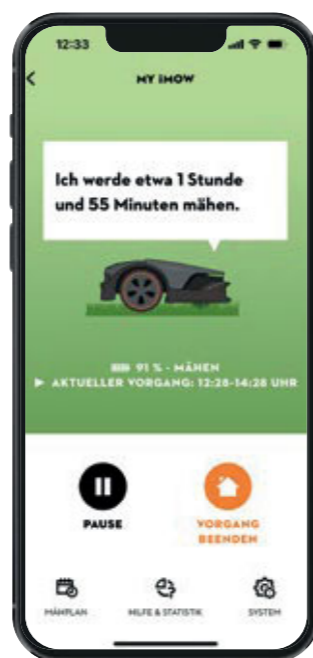 12:33
MY iMOW
Ich werde etwa 1 Stunde
und 55 Minuten mähen.
91 % - MÄHEN
AKTUELLER VORGANG: 12:28-14:28 UHR
PAUSE
VORGANG
BEENDEN
MÄHPLAN
HILFE & STATISTIK
SYSTEM